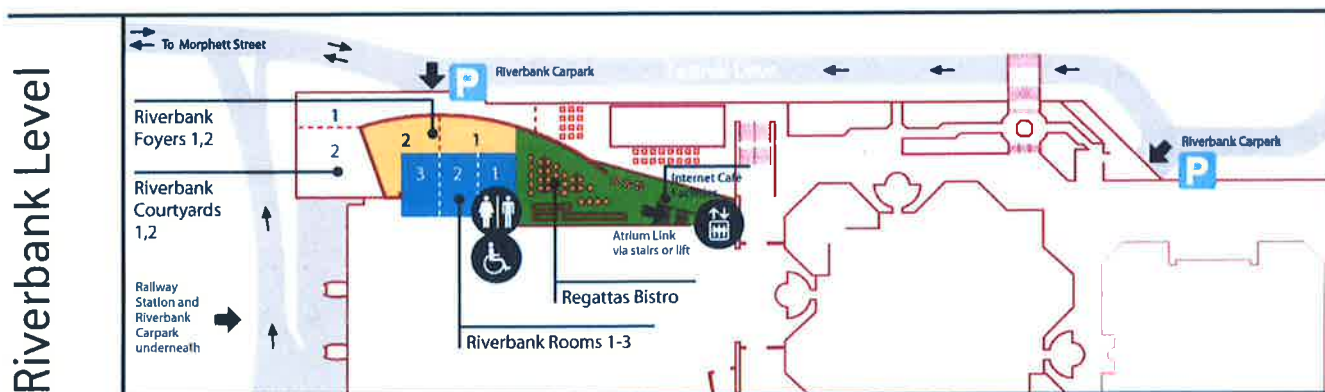 Riverbank Level
To Morphett Street
Riverbank Carpark
Riverbank
Foyers 1,2
1
2
2
1
3
2
1
Riverbank
Courtyards
1,2
Internet Café
Atrium Link
via stairs or lift
Riverbank Carpark
P
P
Railway
Station and
Riverbank
Carpark
underneath
Regattas Bistro
Riverbank Rooms 1-3